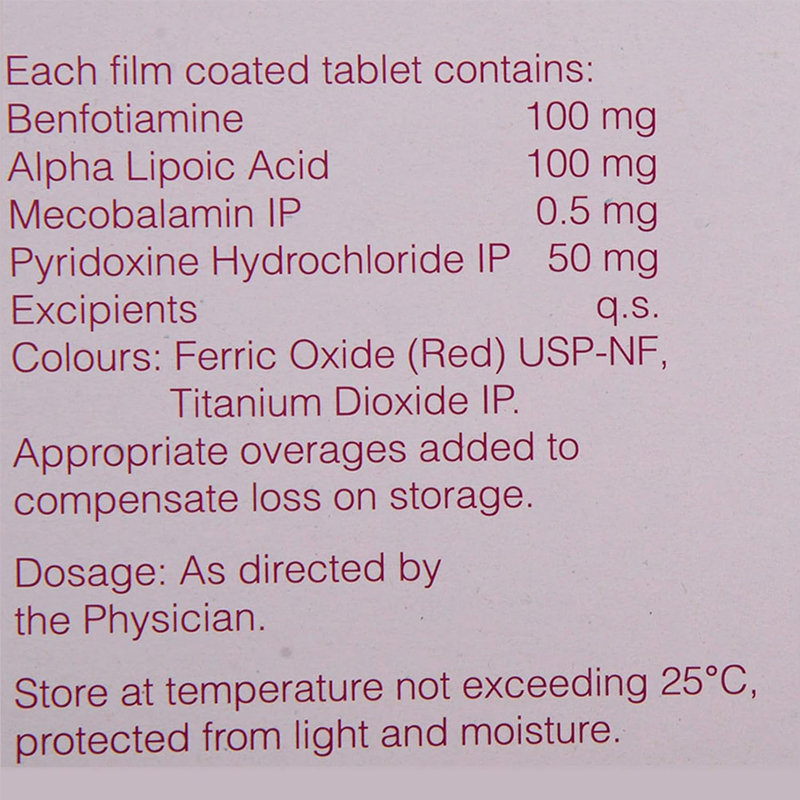 Each film coated tablet contains:
Benfotiamine 100 mg
Alpha Lipoic Acid 100 mg
Mecobalamin IP 0.5 mg
Pyridoxine Hydrochloride IP 50 mg
Excipients q.s.
Colours: Ferric Oxide (Red) USP-NF,
Titanium Dioxide IP.
Appropriate overages added to
compensate loss on storage.
Dosage: As directed by
the Physician.
Store at temperature not exceeding 25°C,
protected from light and moisture.